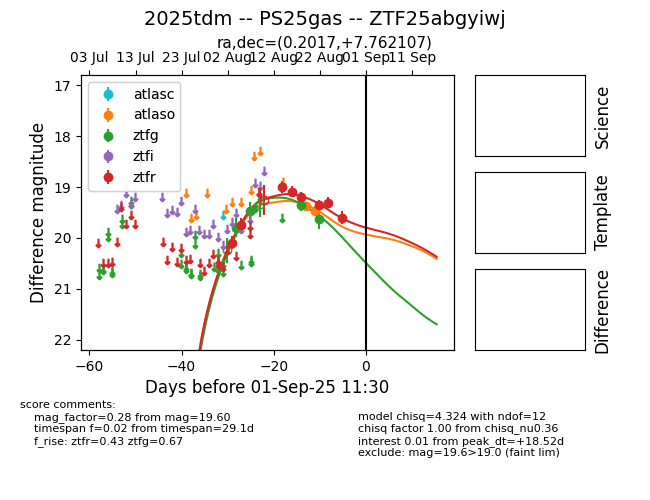 2025tdm -- PS25gas -- ZTF25abgyiwj
ra,dec=(0.2017,+7.762107)
03 Jul 13 Jul 23 Jul 02 Aug 12 Aug 22 Aug 01 Sep 11 Sep
17
18
19
20
21
22
Difference magnitude
atlasc
atlaso
ztfg
ztfi
ztfr
−60 −40 −20 0
Days before 01-Sep-25 11:30
Science
Template
Difference
score comments:
mag_factor=0.28 from mag=19.60
timespan f=0.02 from timespan=29.1d
f_rise: ztfr=0.43 ztfg=0.67
model chisq=4.324 with ndof=12
chisq factor 1.00 from chisq_nu0.36
interest 0.01 from peak_dt=+18.52d
exclude: mag=19.6>19.0 (faint lim)